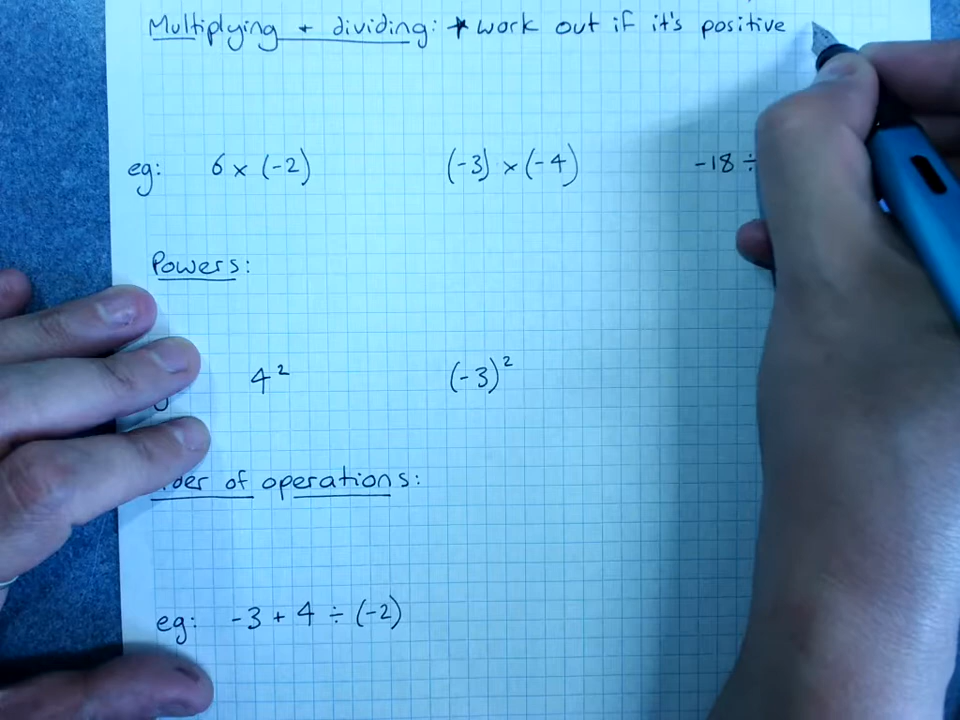 Multiplying + dividing: * work out if it's positive
eg: 6 × (-2) (-3) × (-4) -18 ÷
Powers:
4² (-3)²
of operations:
eg: -3 + 4 ÷ (-2)